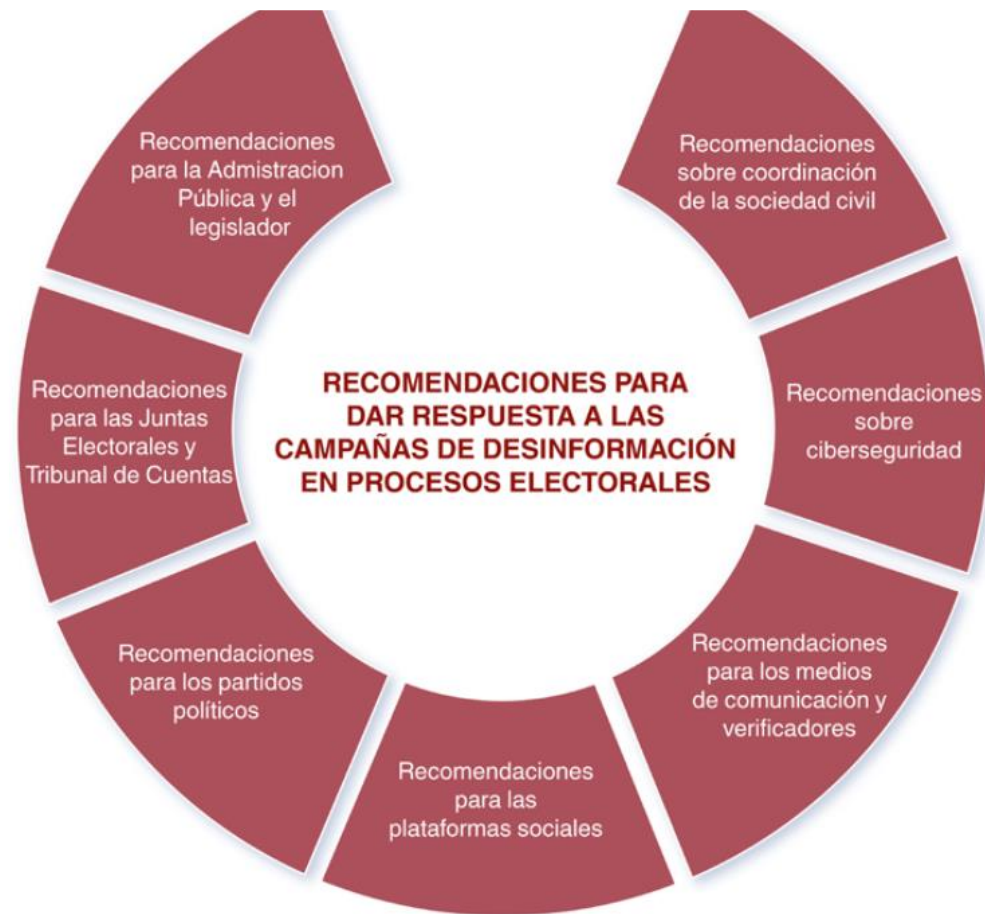 Recomendaciones
para la Admistracion
Pública y el
legislador
Recomendaciones
sobre coordinación
de la sociedad civil
Recomendaciones
para las Juntas
Electorales y
Tribunal de Cuentas
RECOMENDACIONES PARA
DAR RESPUESTA A LAS
CAMPAÑAS DE DESINFORMACIÓN
EN PROCESOS ELECTORALES
Recomendaciones
sobre
ciberseguridad
Recomendaciones
para los partidos
políticos
Recomendaciones
para las
plataformas sociales
Recomendaciones
para los medios
de comunicación y
verificadores